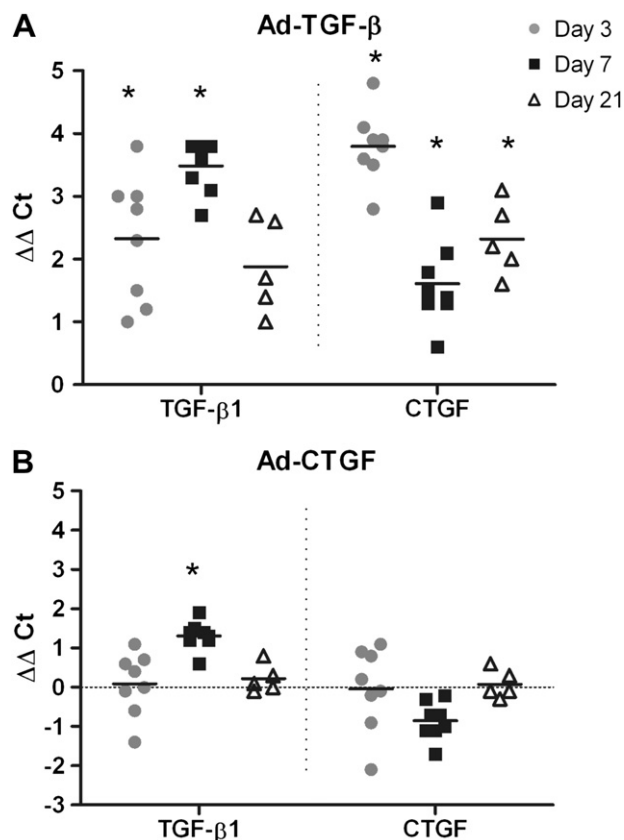 A
Ad-TGF-β
Day 3
Day 7
Day 21
* * * * *
5
4
3
2
1
0
ΔΔ Ct
TGF-β1 CTGF
B
Ad-CTGF
5
4
3
2
1
0
-1
-2
-3
ΔΔ Ct
*
TGF-β1 CTGF